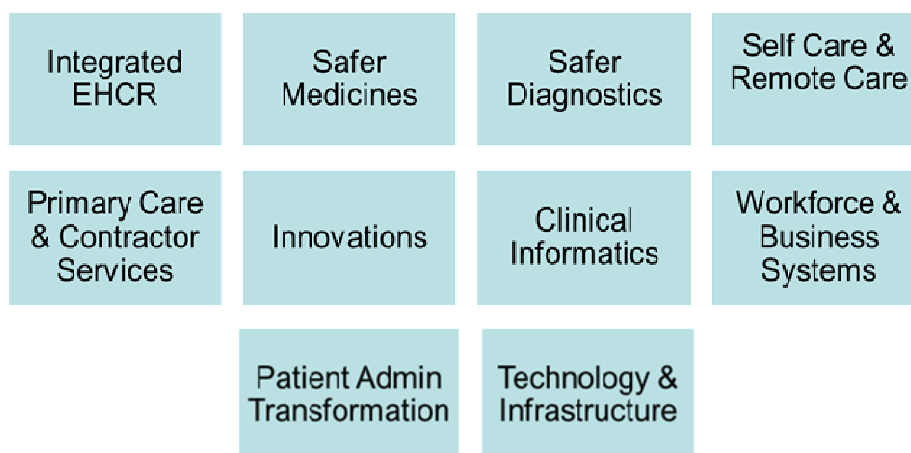 Integrated
EHCR
Safer
Medicines
Safer
Diagnostics
Self Care &
Remote Care
Primary Care
& Contractor
Services
Innovations
Clinical
Informatics
Workforce &
Business
Systems
Patient Admin
Transformation
Technology &
Infrastructure